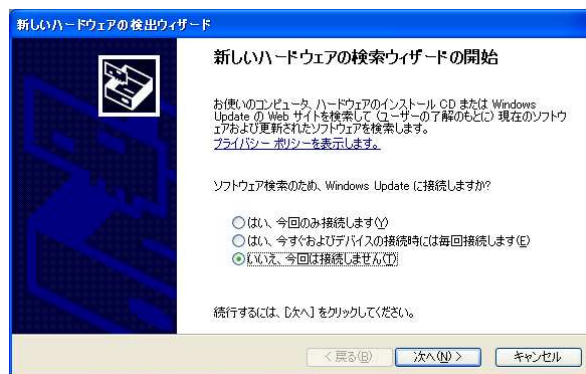 新しいハードウェアの検出ウィザード
新しいハードウェアの検索ウィザードの開始
お使いのコンピュータ、ハードウェアのインストール CD または Windows
Update の Web サイトを検索して (ユーザーの了解のもとに) 現在のソフトウ
ェアおよび更新されたソフトウェアを検索します。
プライバシー ポリシーを表示します。
ソフトウェア検索のため、Windows Update に接続しますか?
はい、今回のみ接続します(Y)
はい、今すぐおよびデバイスの接続時には毎回接続します(E)
いいえ、今回は接続しません(T)
続行するには、[次へ] をクリックしてください。
< 戻る(B) 次へ(N) > キャンセル